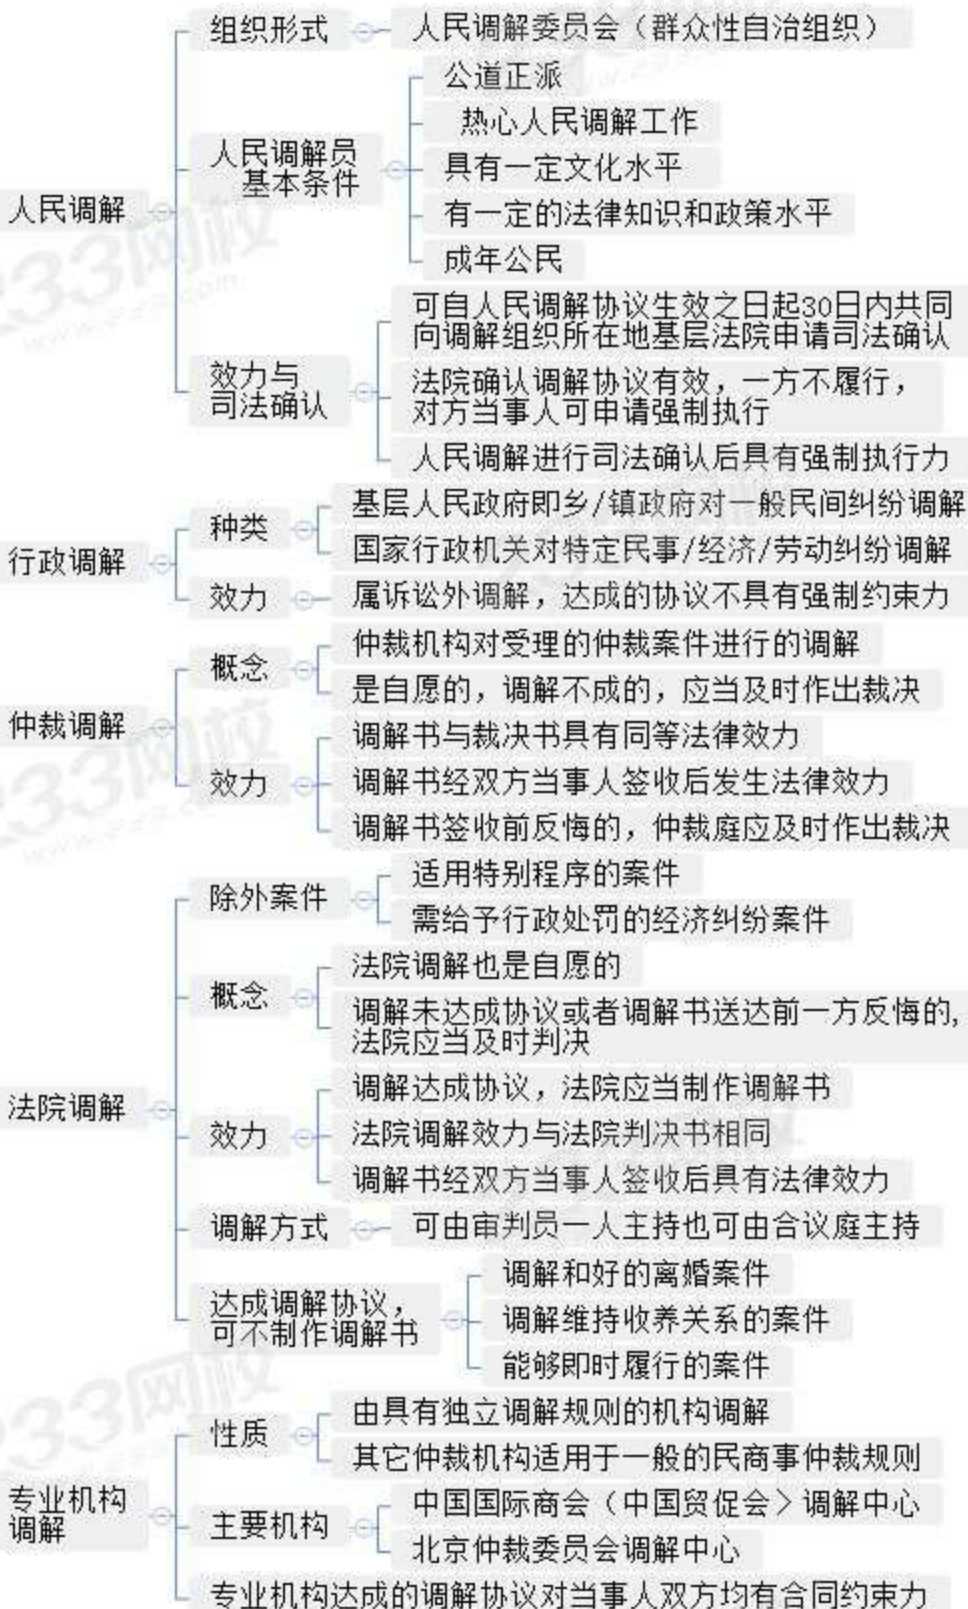 人民调解
组织形式
人民调解委员会（群众性自治组织）
人民调解员
基本条件
公道正派
热心人民调解工作
具有一定文化水平
有一定的法律知识和政策水平
成年公民
效力与
司法确认
可自人民调解协议生效之日起30日内共同
向调解组织所在地基层法院申请司法确认
法院确认调解协议有效，一方不履行，
对方当事人可申请强制执行
人民调解进行司法确认后具有强制执行力
行政调解
种类
基层人民政府即乡/镇政府对一般民间纠纷调解
国家行政机关对特定民事/经济/劳动纠纷调解
效力
属诉讼外调解，达成的协议不具有强制约束力
仲裁调解
概念
仲裁机构对受理的仲裁案件进行的调解
是自愿的，调解不成的，应当及时作出裁决
效力
调解书与裁决书具有同等法律效力
调解书经双方当事人签收后发生法律效力
调解书签收前反悔的，仲裁庭应及时作出裁决
法院调解
除外案件
适用特别程序的案件
需给予行政处罚的经济纠纷案件
概念
法院调解也是自愿的
调解未达成协议或者调解书送达前一方反悔的,
法院应当及时判决
效力
调解达成协议，法院应当制作调解书
法院调解效力与法院判决书相同
调解书经双方当事人签收后具有法律效力
调解方式
可由审判员一人主持也可由合议庭主持
达成调解协议，
可不制作调解书
调解和好的离婚案件
调解维持收养关系的案件
能够即时履行的案件
专业机构
调解
性质
由具有独立调解规则的机构调解
其它仲裁机构适用于一般的民商事仲裁规则
主要机构
中国国际商会（中国贸促会〉调解中心
北京仲裁委员会调解中心
专业机构达成的调解协议对当事人双方均有合同约束力
233网校
233网校
233网校